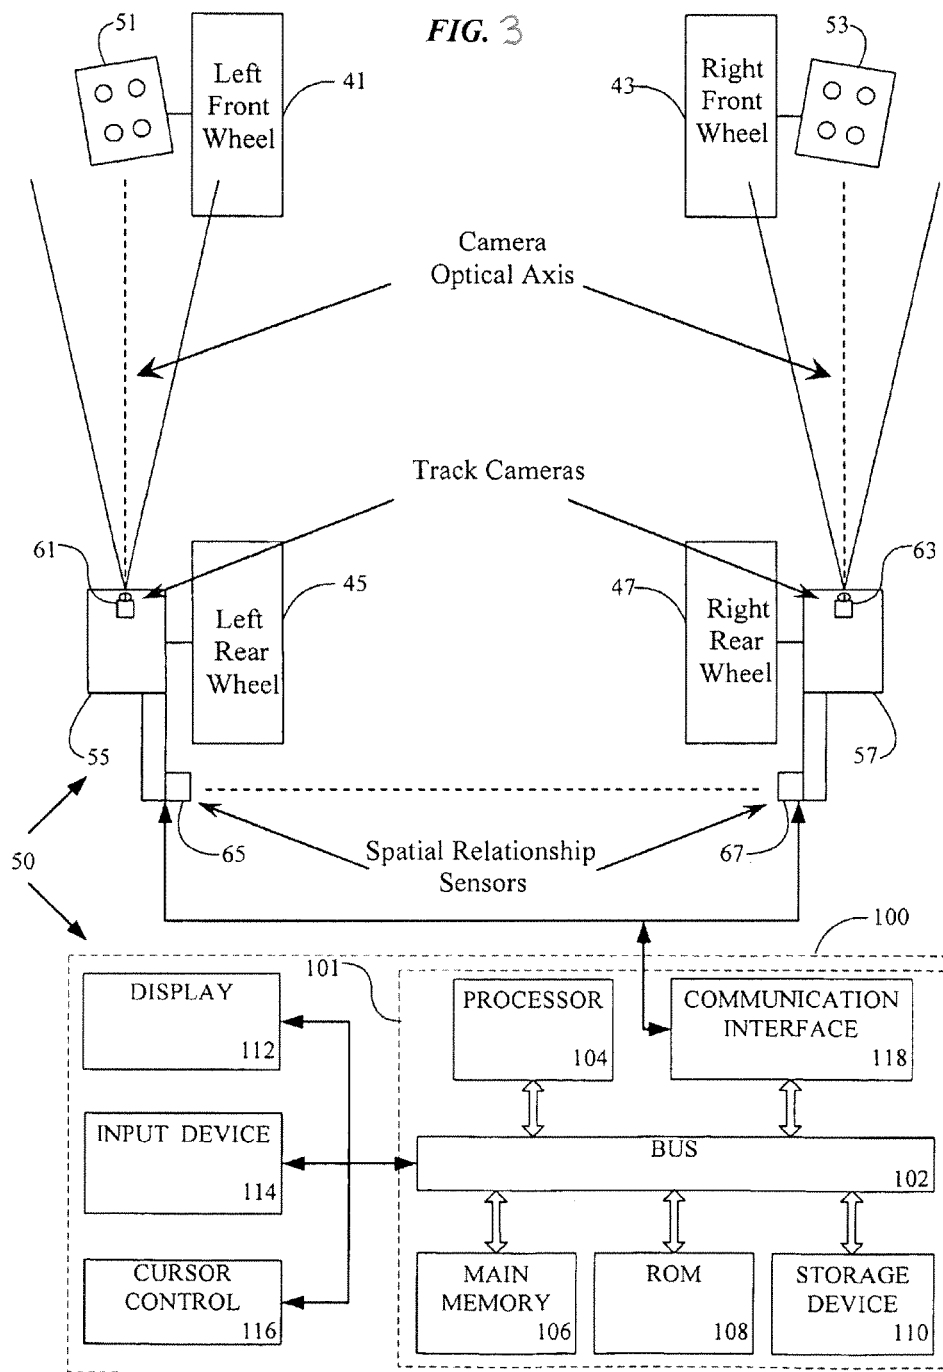 FIG. 3
51
53
Left
Front
Wheel
41
43
Right
Front
Wheel
Camera
Optical Axis
Track Cameras
61
63
45
47
Left
Rear
Wheel
Right
Rear
Wheel
55
57
65
67
Spatial Relationship
Sensors
50
100
101
DISPLAY
112
PROCESSOR
104
COMMUNICATION
INTERFACE
118
INPUT DEVICE
114
BUS
102
CURSOR
CONTROL
116
MAIN
MEMORY
106
ROM
108
STORAGE
DEVICE
110